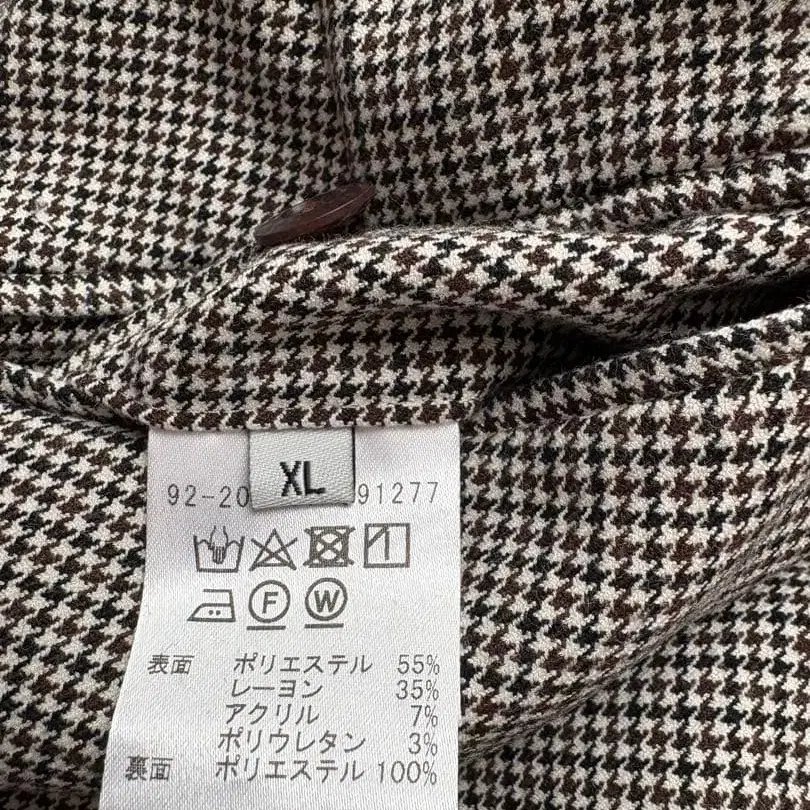 XL
92-20 91277
F W
表面 ポリエステル 55%
レーヨン 35%
アクリル 7%
ポリウレタン 3%
裏面 ポリエステル 100%